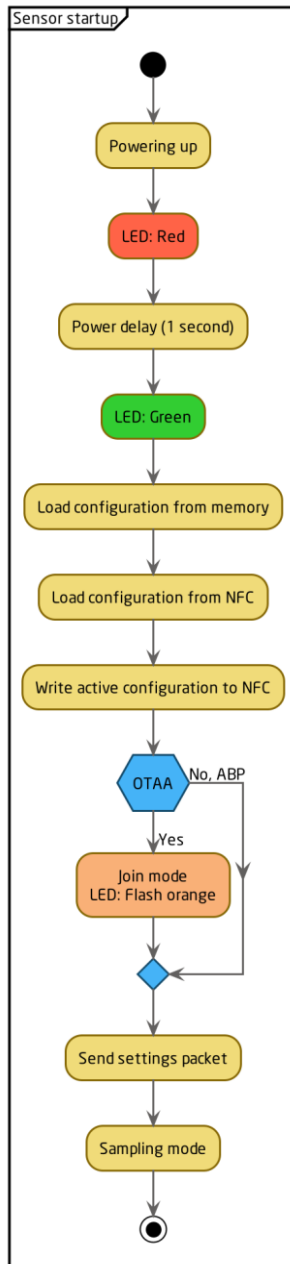 Sensor startup
Powering up
LED: Red
Power delay (1 second)
LED: Green
Load configuration from memory
Load configuration from NFC
Write active configuration to NFC
OTAA
No, ABP
Yes
Join mode
LED: Flash orange
Send settings packet
Sampling mode